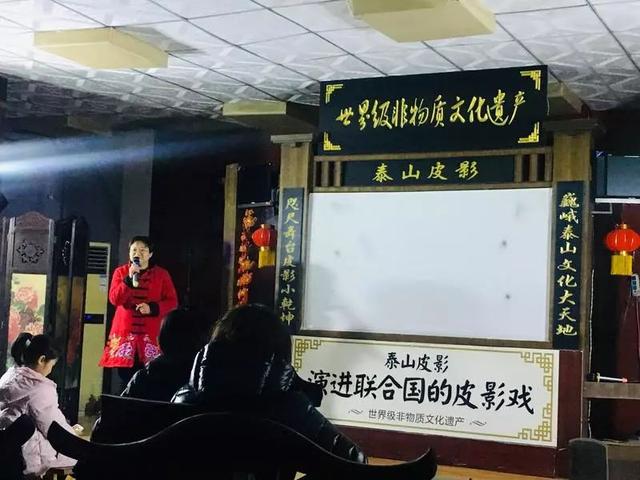 世界级非物质文化遗产
泰山皮影
咫尺舞台皮影小乾坤
巍峨泰山文化大天地
泰山皮影
演进联合国的皮影戏
世界级非物质文化遗产